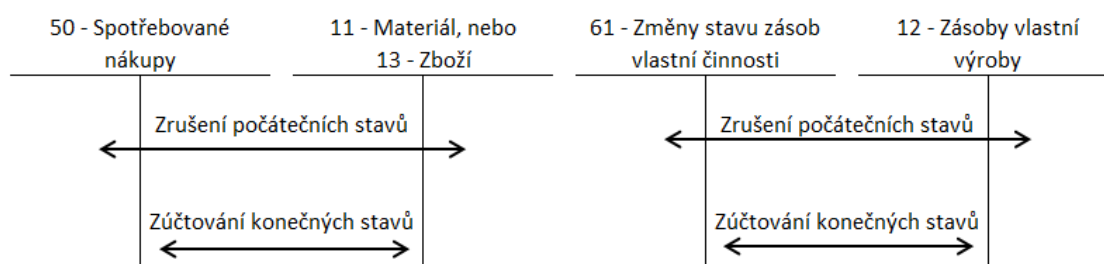 50 - Spotřebované
nákupy
11 - Materiál, nebo
13 - Zboží
61 - Změny stavu zásob
vlastní činnosti
12 - Zásoby vlastní
výroby
Zrušení počátečních stavů
Zrušení počátečních stavů
Zúčtování konečných stavů
Zúčtování konečných stavů